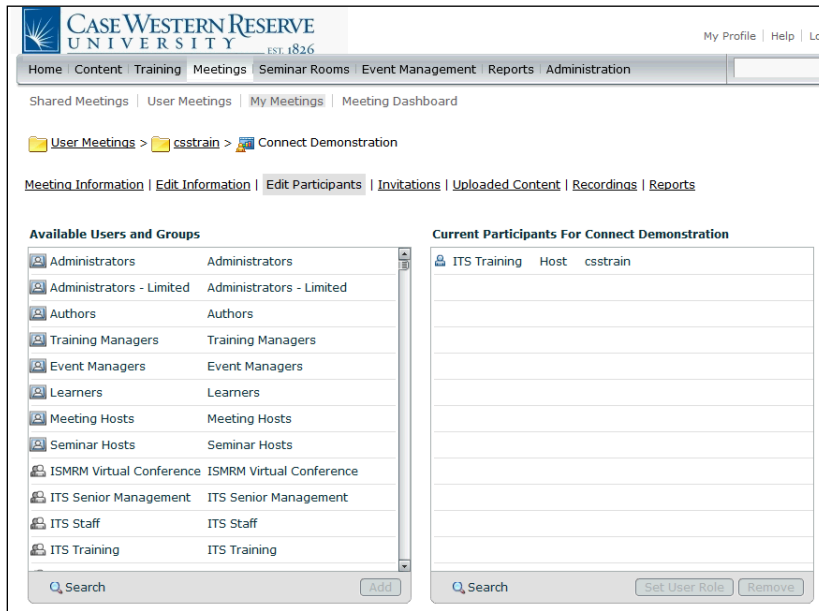 CASE WESTERN RESERVE
UNIVERSITY EST. 1826
My Profile | Help | Lo
Home | Content | Training | Meetings | Seminar Rooms | Event Management | Reports | Administration
Shared Meetings | User Meetings | My Meetings | Meeting Dashboard
User Meetings > csstrain > Connect Demonstration
Meeting Information | Edit Information | Edit Participants | Invitations | Uploaded Content | Recordings | Reports
Available Users and Groups
Administrators Administrators
Administrators - Limited Administrators - Limited
Authors Authors
Training Managers Training Managers
Event Managers Event Managers
Learners Learners
Meeting Hosts Meeting Hosts
Seminar Hosts Seminar Hosts
ISMRM Virtual Conference ISMRM Virtual Conference
ITS Senior Management ITS Senior Management
ITS Staff ITS Staff
ITS Training ITS Training
Search Add
Current Participants For Connect Demonstration
ITS Training Host csstrain
Search Set User Role Remove